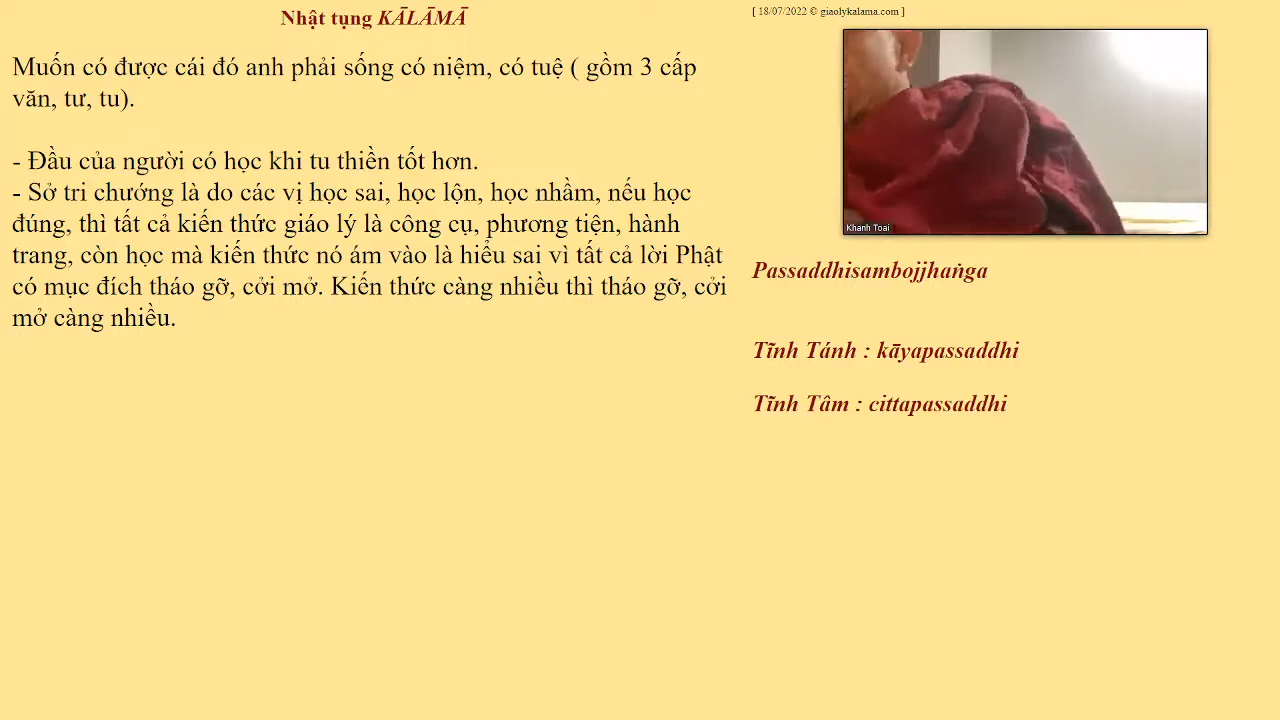 Nhật tụng KĀLĀMĀ
Muốn có được cái đó anh phải sống có niệm, có tuệ ( gồm 3 cấp
văn, tư, tu).
- Đầu của người có học khi tu thiền tốt hơn.
- Sở tri chướng là do các vị học sai, học lộn, học nhầm, nếu học
đúng, thì tất cả kiến thức giáo lý là công cụ, phương tiện, hành
trang, còn học mà kiến thức nó ám vào là hiểu sai vì tất cả lời Phật
có mục đích tháo gỡ, cởi mở. Kiến thức càng nhiều thì tháo gỡ, cởi
mở càng nhiều.
[ 18/07/2022 © giaolykalama.com ]
Khanh Toai
Passaddhisambojjhaṅga
Tĩnh Tánh : kāyapassaddhi
Tĩnh Tâm : cittapassaddhi